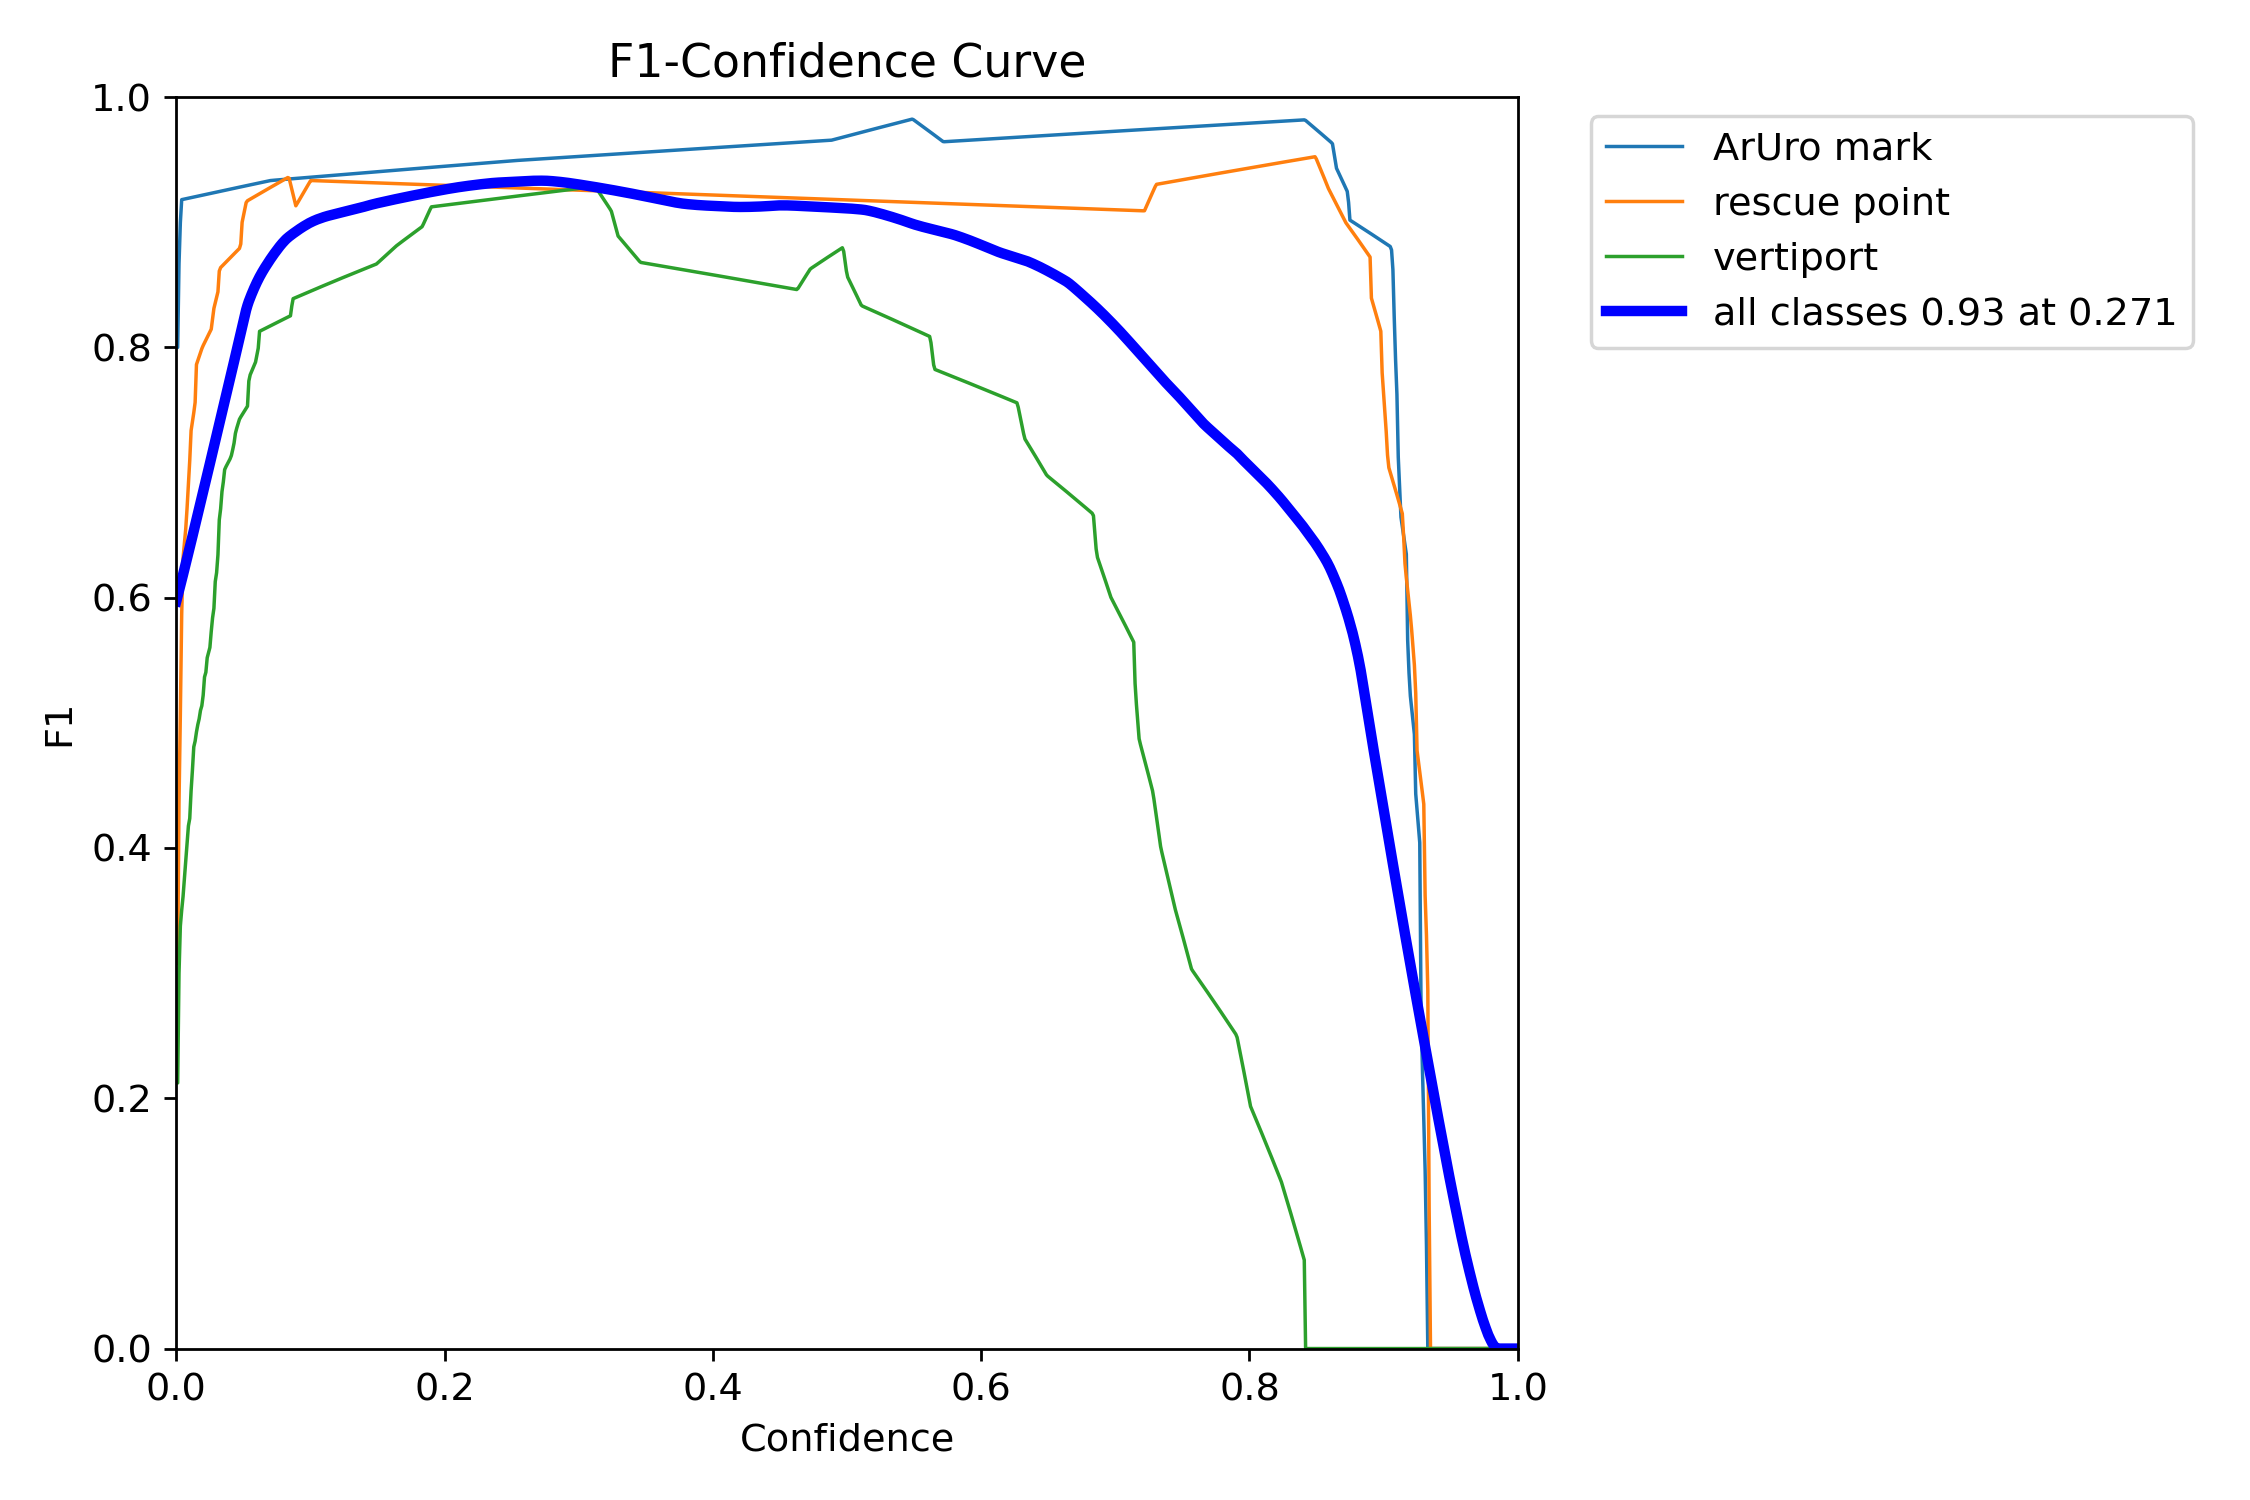 F1-Confidence Curve
1.0
0.8
0.6
0.4
0.2
0.0
F1
0.0 0.2 0.4 0.6 0.8 1.0
Confidence
ArUro mark
rescue point
vertiport
all classes 0.93 at 0.271